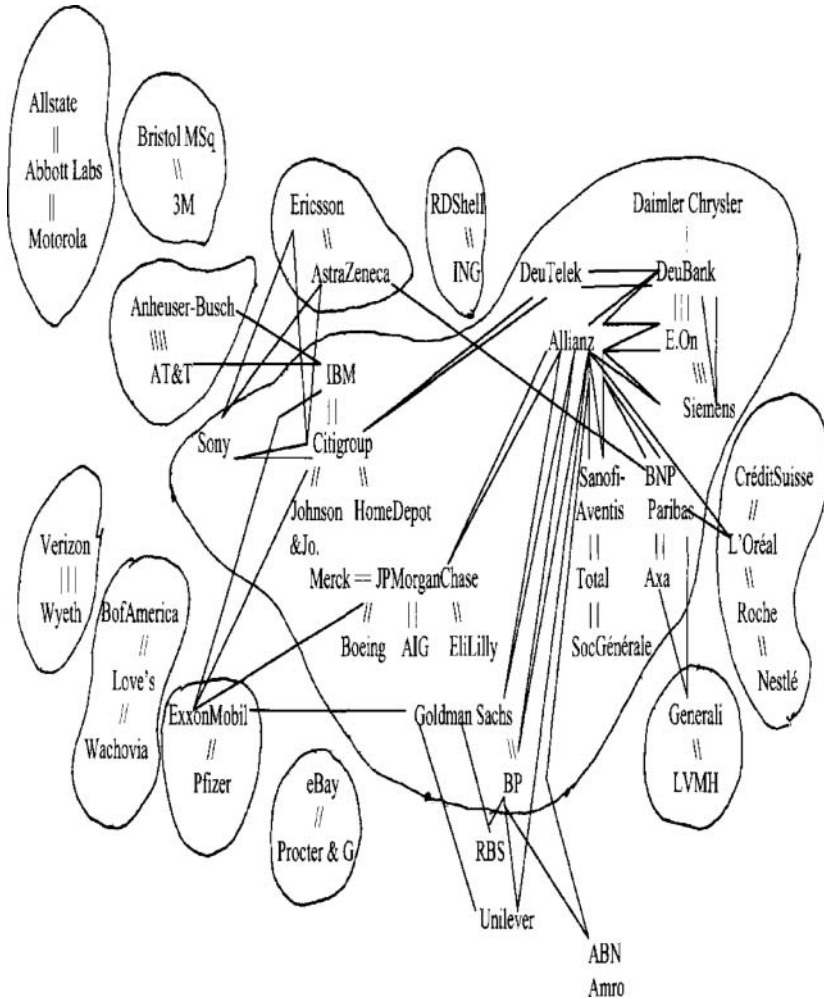 Allstate
Abbott Labs
Motorola
Bristol MSq
3M
Ericsson
AstraZeneca
RDShell
ING
Daimler Chrysler
DeuTelek
DeuBank
Anheuser-Busch
AT&T
IBM
Allianz
E.On
Siemens
Sony
Citigroup
Johnson
&Jo.
HomeDepot
Sanofi-
Aventis
BNP
Paribas
CréditSuisse
L'Oréal
Verizon
Wyeth
Merck
JPMorganChase
Total
Axa
Roche
BofAmerica
Boeing
AIG
EliLilly
SocGénérale
Nestlé
Love's
Wachovia
ExxonMobil
Pfizer
Goldman Sachs
BP
Generali
LVMH
eBay
Procter & G
RBS
Unilever
ABN
Amro